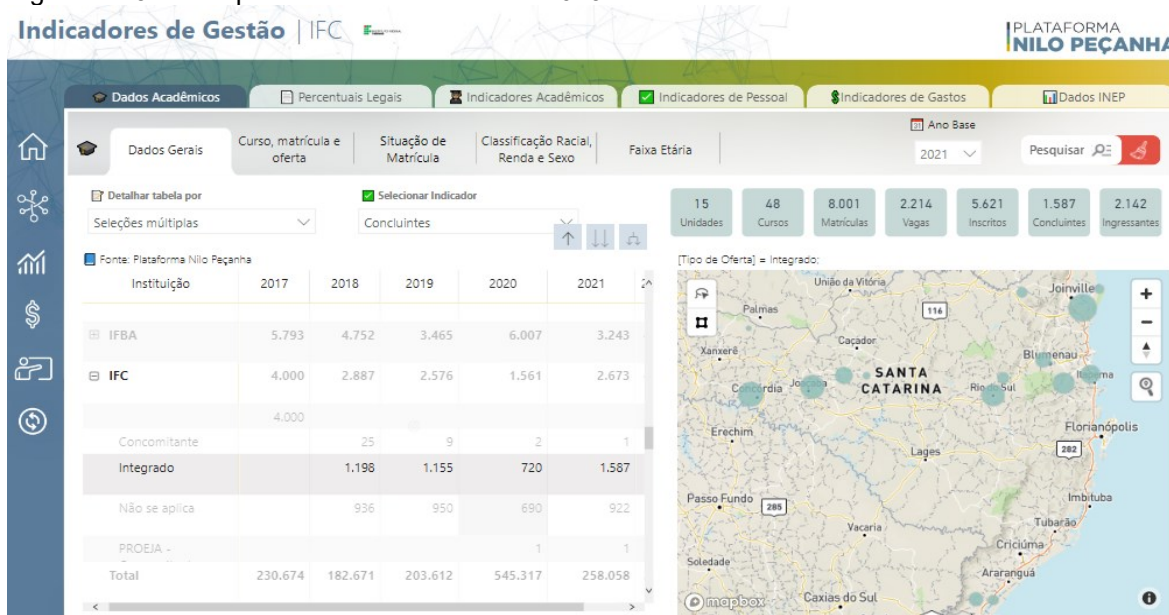 Indicadores de Gestão | IFC
PLATAFORMA
NILO PEÇANHA
Dados Acadêmicos
Percentuais Legais
Indicadores Acadêmicos
Indicadores de Pessoal
$Indicadores de Gastos
Dados INEP
Dados Gerais
Curso, matrícula e
oferta
Situação de
Matrícula
Classificação Racial,
Renda e Sexo
Faixa Etária
Ano Base
2021
Pesquisar
Detalhar tabela por
Seleções múltiplas
Selecionar Indicador
Concluintes
15
Unidades
48
Cursos
8.001
Matrículas
2.214
Vagas
5.621
Inscritos
1.587
Concluintes
2.142
Ingressantes
Fonte: Plataforma Nilo Peçanha
[Tipo de Oferta] = Integrado;
Instituição 2017 2018 2019 2020 2021
IFBA 5.793 4.752 3.465 6.007 3.243
IFC 4.000 2.887 2.576 1.561 2.673
4.000
Concomitante 25 9 2 1
Integrado 1.198 1.155 720 1.587
Não se aplica 936 950 690 922
PROEJA - 1 1
Total 230.674 182.671 203.612 545.317 258.058
União da Vitória
Joinville
Palmas
116
Caçador
Xanxerê
Blumenau
SANTA
CATARINA
Concórdia
Joaçaba
Rio do Sul
Erechim
Florianópolis
Lages
282
Passo Fundo
285
Imbituba
Vacaria
Tubarão
Criciúma
Soledade
Araranguá
Caxias do Sul
mapbox